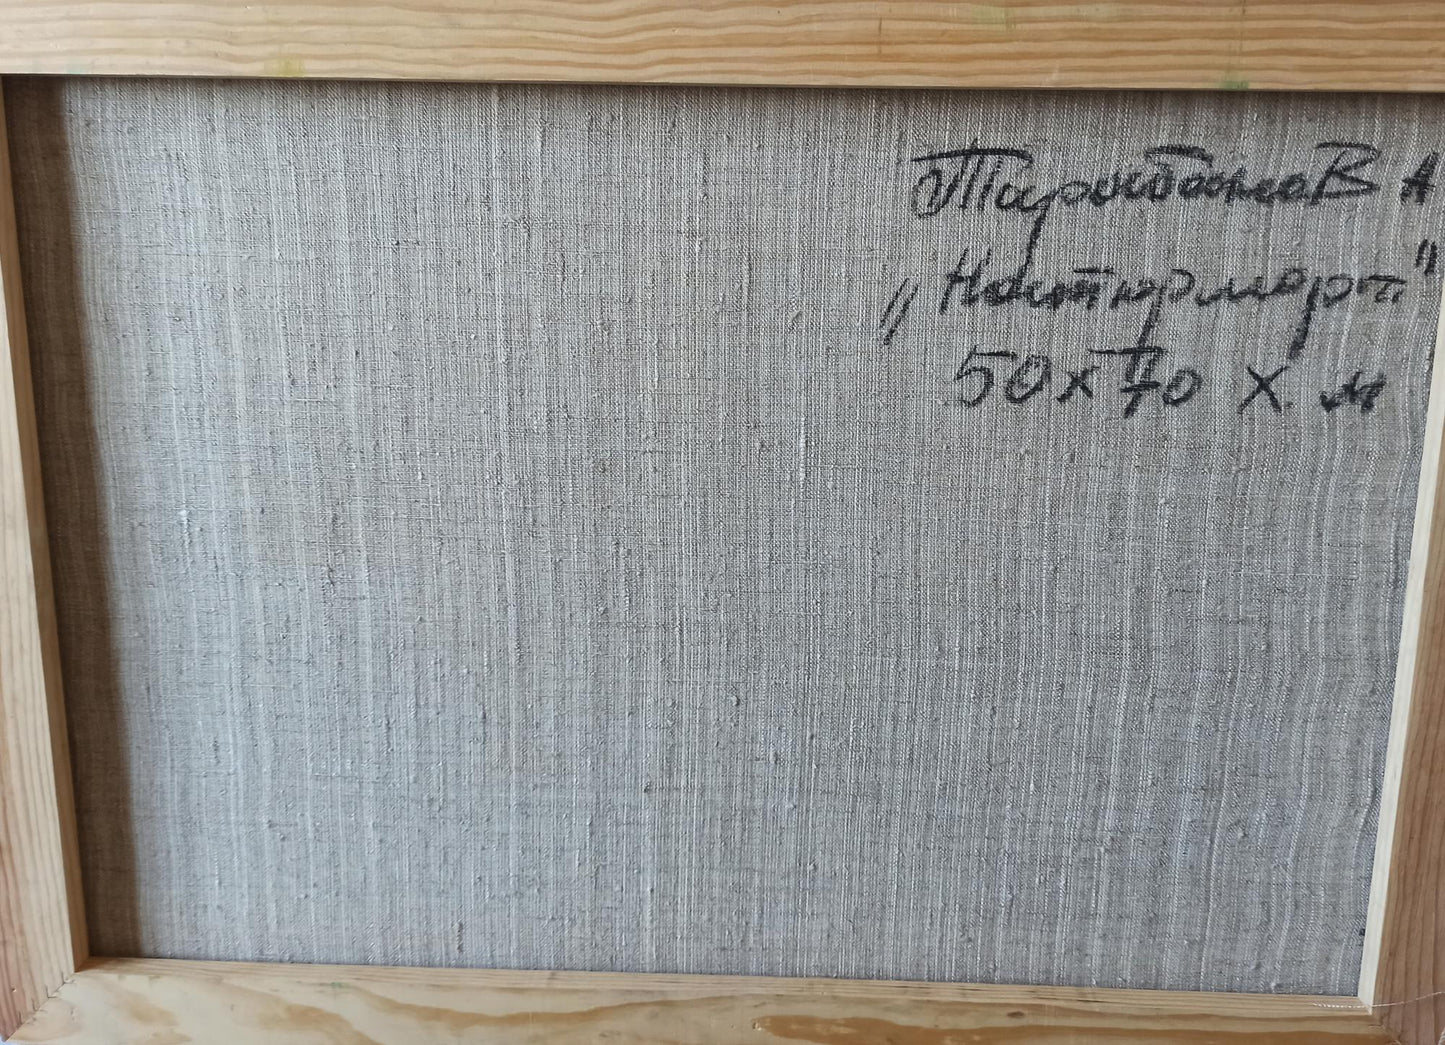 А
„Натюрморт"
50х70 х. м